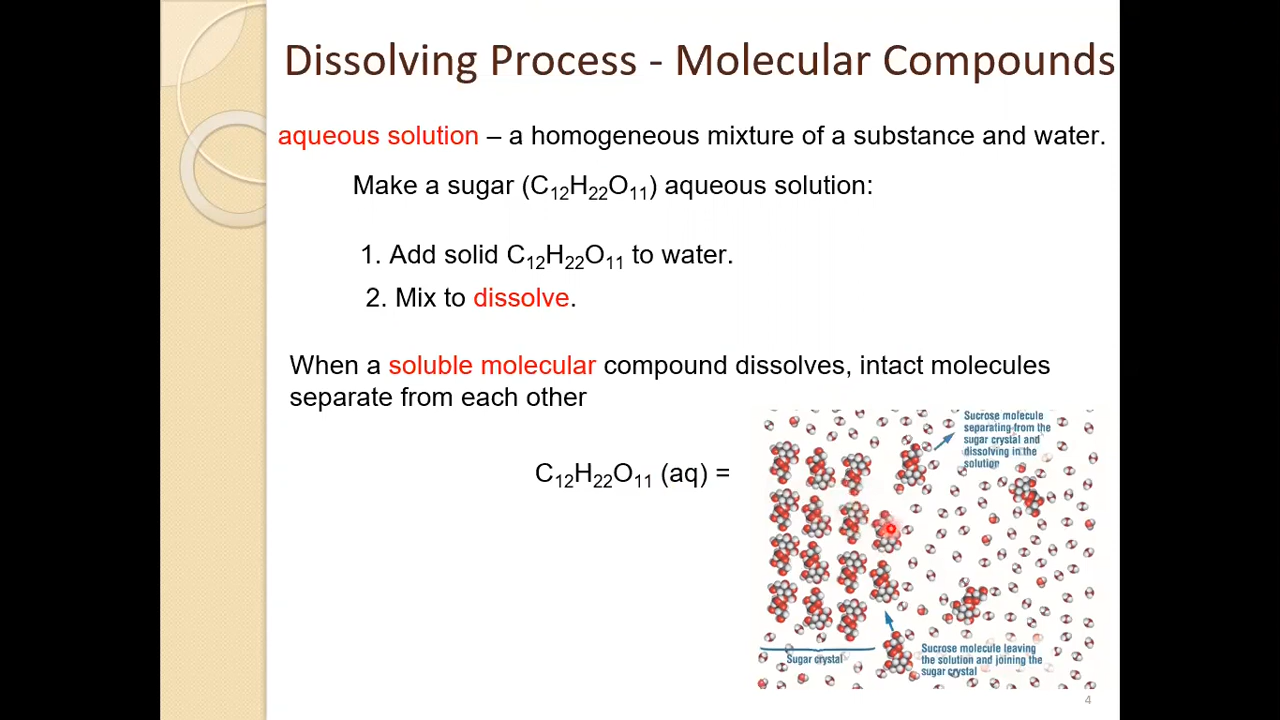 Dissolving Process - Molecular Compounds
aqueous solution – a homogeneous mixture of a substance and water.
Make a sugar (C₁₂H₂₂O₁₁) aqueous solution:
1. Add solid C₁₂H₂₂O₁₁ to water.
2. Mix to dissolve.
When a soluble molecular compound dissolves, intact molecules
separate from each other
C₁₂H₂₂O₁₁ (aq) =
Sucrose molecule
separating from the
sugar crystal and
dissolving in the
solution
Sugar crystal
Sucrose molecule leaving
the solution and joining the
sugar crystal
4